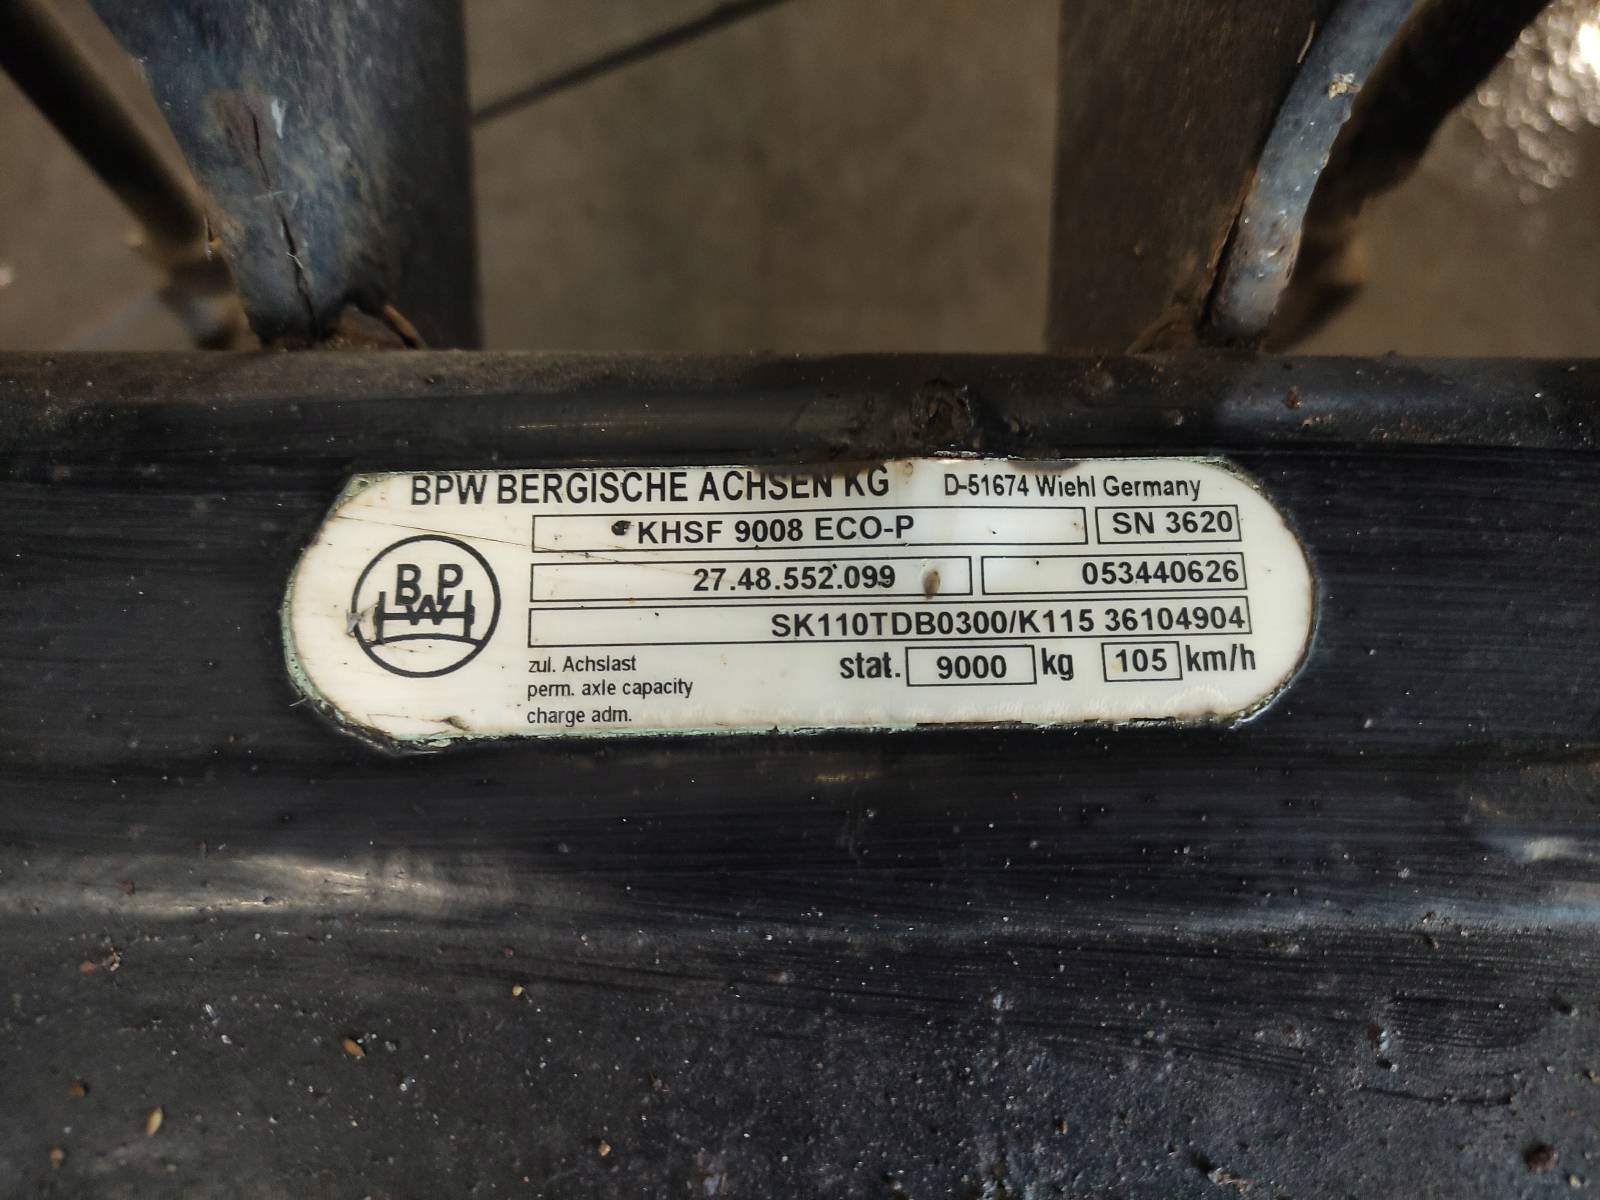 BPW BERGISCHE ACHSEN KG D-51674 Wiehl Germany
KHSF 9008 ECO-P SN 3620
27.48.552.099 053440626
BPW
SK110TDB0300/K115 36104904
zul. Achslast stat. 9000 kg 105 km/h
perm. axle capacity
charge adm.